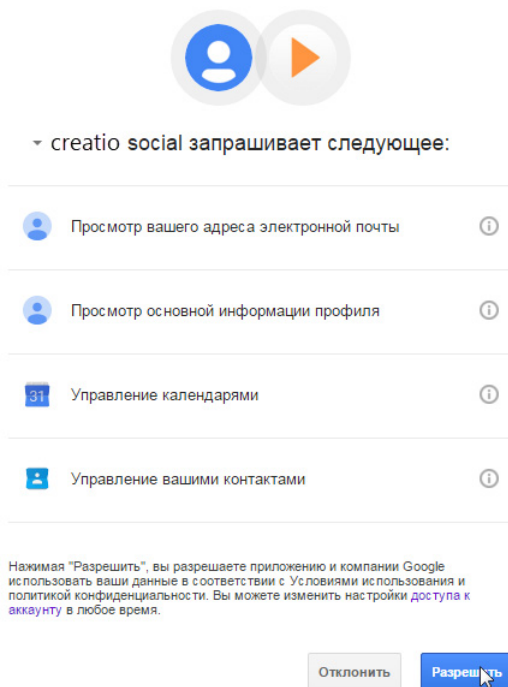 creatio social запрашивает следующее:
Просмотр вашего адреса электронной почты
Просмотр основной информации профиля
31 Управление календарями
Управление вашими контактами
Нажимая "Разрешить", вы разрешаете приложению и компании Google
использовать ваши данные в соответствии с Условиями использования и
политикой конфиденциальности. Вы можете изменить настройки доступа к
аккаунту в любое время.
Отклонить Разрешить